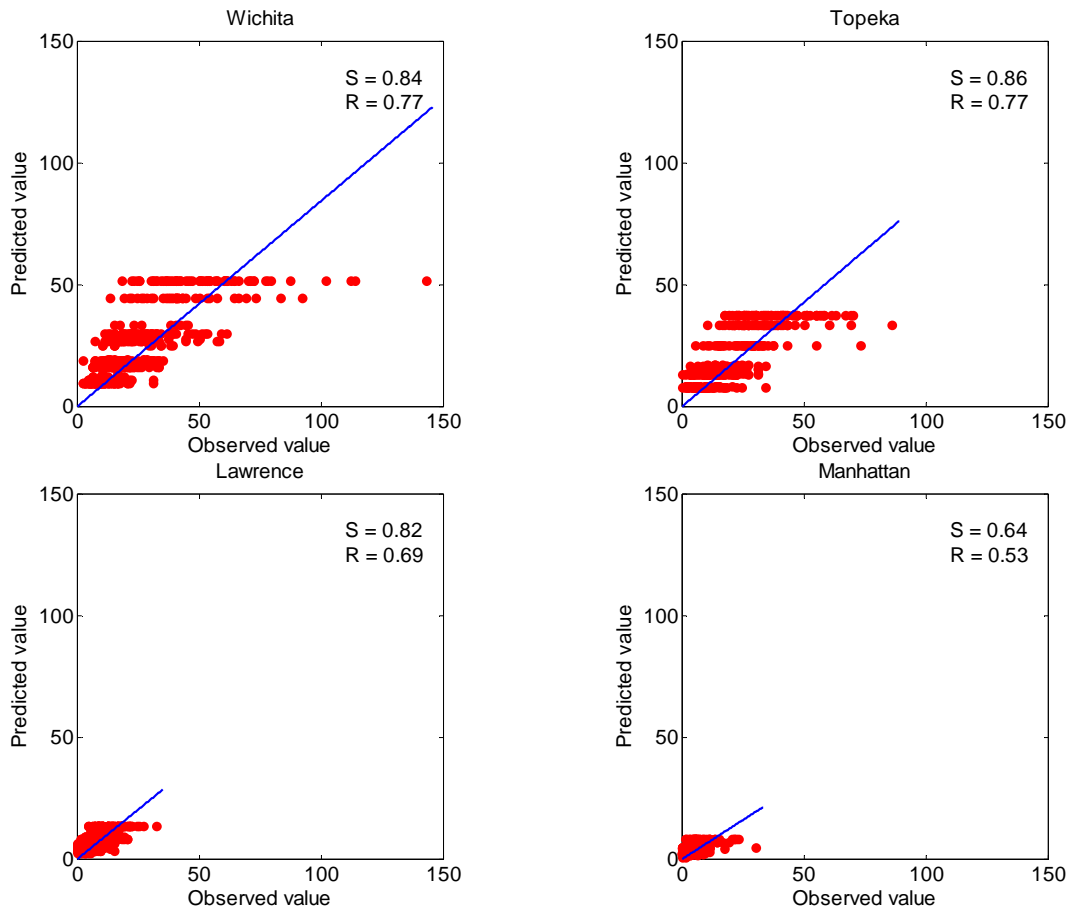 Wichita
150
S = 0.84
R = 0.77
100
Predicted value
50
0
0 50 100 150
Observed value
Topeka
150
S = 0.86
R = 0.77
100
Predicted value
50
0
0 50 100 150
Observed value
Lawrence
150
S = 0.82
R = 0.69
100
Predicted value
50
0
0 50 100 150
Observed value
Manhattan
150
S = 0.64
R = 0.53
100
Predicted value
50
0
0 50 100 150
Observed value